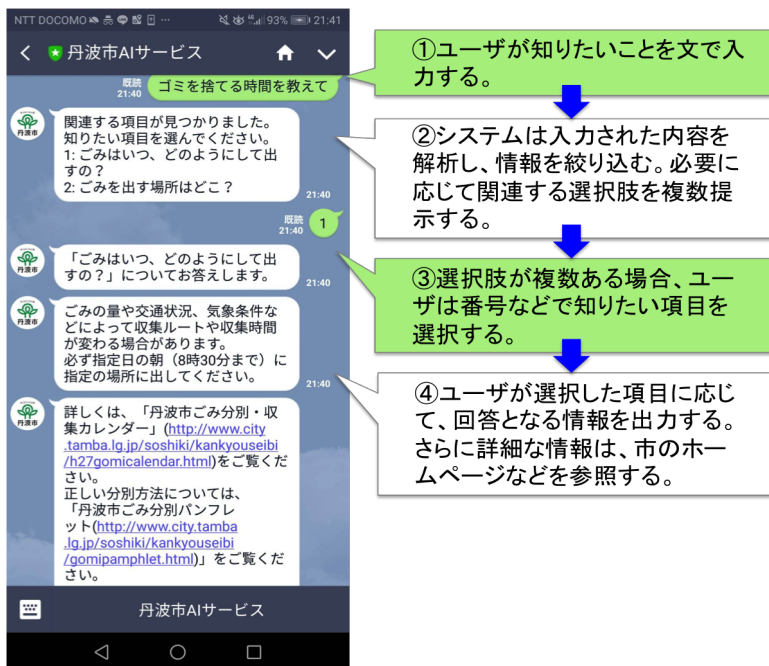 NTT DOCOMO
93% 21:41
丹波市AIサービス
既読
21:40
ゴミを捨てる時間を教えて
丹波市
関連する項目が見つかりました。
知りたい項目を選んでください。
1: ごみはいつ、どのようにして出
すの？
2: ごみを出す場所はどこ？
21:40
既読
21:40
1
丹波市
「ごみはいつ、どのようにして出
すの？」についてお答えします。
21:40
丹波市
ごみの量や交通状況、気象条件な
どによって収集ルートや収集時間
が変わる場合があります。
必ず指定日の朝（8時30分まで）に
指定の場所に出してください。
21:40
丹波市
詳しくは、「丹波市ごみ分別・収
集カレンダー」(http://www.city
.tamba.lg.jp/soshiki/kankyouseibi
/h27gomicalendar.html)をご覧くだ
さい。
正しい分別方法については、
「丹波市ごみ分別パンフレ
ット(http://www.city.tamba
.lg.jp/soshiki/kankyouseibi
/gomipamphlet.html)」をご覧くだ
さい。
丹波市AIサービス
①ユーザが知りたいことを文で入
力する。
②システムは入力された内容を
解析し、情報を絞り込む。必要に
応じて関連する選択肢を複数提
示する。
③選択肢が複数ある場合、ユー
ザは番号などで知りたい項目を
選択する。
④ユーザが選択した項目に応じ
て、回答となる情報を出力する。
さらに詳細な情報は、市のホー
ムページなどを参照する。